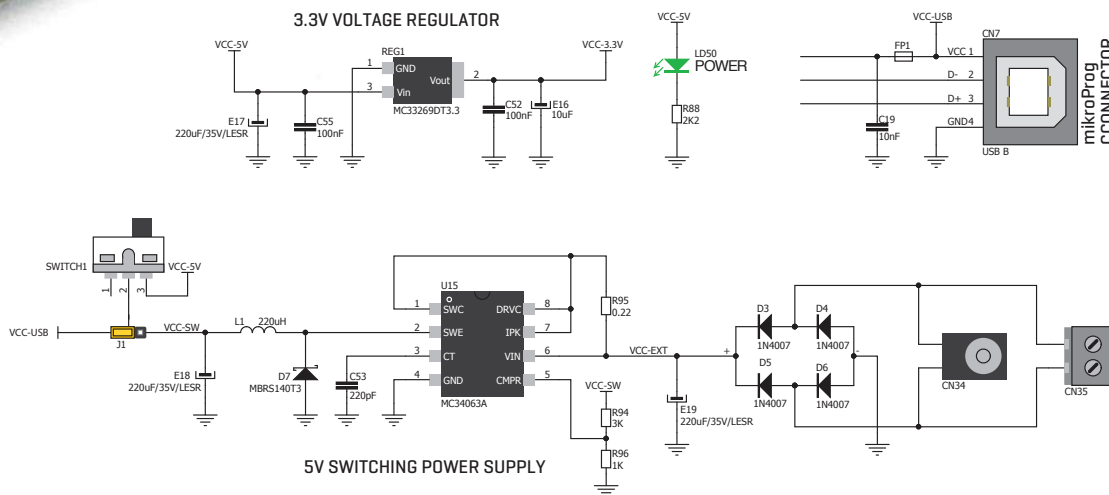 3.3V VOLTAGE REGULATOR
VCC-5V
REG1
1
GND
Vout
2
3
Vin
MC33269DT3.3
VCC-3.3V
E17
220uF/35V/LESR
C55
100nF
C52
100nF
E16
10uF
VCC-5V
LD50
POWER
R88
2K2
VCC-USB
FP1
CN7
VCC 1
D- 2
D+ 3
GND4
C19
10nF
USB B
mikroProg
CCONNECTOR
SWITCH1
1
2
3
VCC-5V
VCC-USB
J1
VCC-SW
L1 220uH
E18
220uF/35V/LESR
D7
MBRS140T3
C53
220pF
U15
1
SWC
DRVC
8
2
SWE
IPK
7
3
CT
VIN
6
4
GND
CMPR
5
MC34063A
R95
0.22
VCC-EXT
VCC-SW
R94
3K
R96
1K
E19
220uF/35V/LESR
+
-
D3
1N4007
D4
1N4007
D5
1N4007
D6
1N4007
CN34
CN35
5V SWITCHING POWER SUPPLY